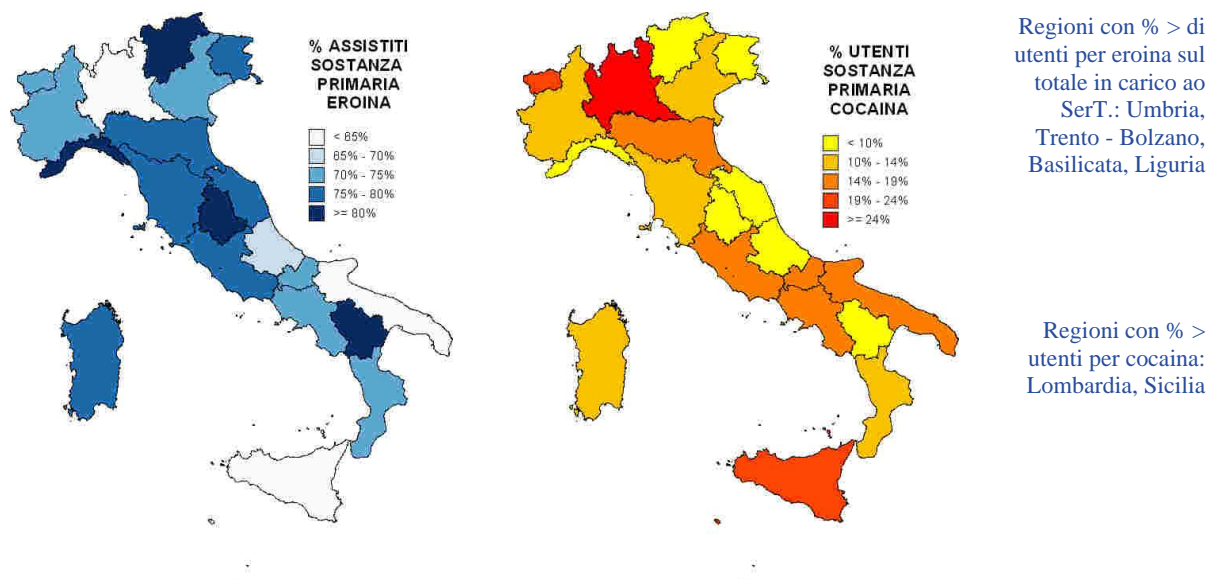 % ASSISTITI
SOSTANZA
PRIMARIA
EROINA
< 65%
65% - 70%
70% - 75%
75% - 80%
>= 80%
% UTENTI
SOSTANZA
PRIMARIA
COCAINA
< 10%
10% - 14%
14% - 19%
19% - 24%
>= 24%
Regioni con % > di
utenti per eroina sul
totale in carico ao
SerT.: Umbria,
Trento - Bolzano,
Basilicata, Liguria
Regioni con % >
utenti per cocaina:
Lombardia, Sicilia